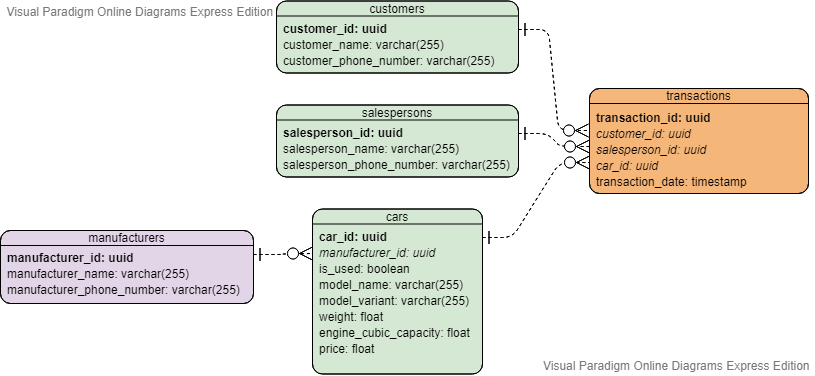 Visual Paradigm Online Diagrams Express Edition
customers
customer_id: uuid
customer_name: varchar(255)
customer_phone_number: varchar(255)
salespersons
salesperson_id: uuid
salesperson_name: varchar(255)
salesperson_phone_number: varchar(255)
transactions
transaction_id: uuid
customer_id: uuid
salesperson_id: uuid
car_id: uuid
transaction_date: timestamp
manufacturers
manufacturer_id: uuid
manufacturer_name: varchar(255)
manufacturer_phone_number: varchar(255)
cars
car_id: uuid
manufacturer_id: uuid
is_used: boolean
model_name: varchar(255)
model_variant: varchar(255)
weight: float
engine_cubic_capacity: float
price: float
Visual Paradigm Online Diagrams Express Edition